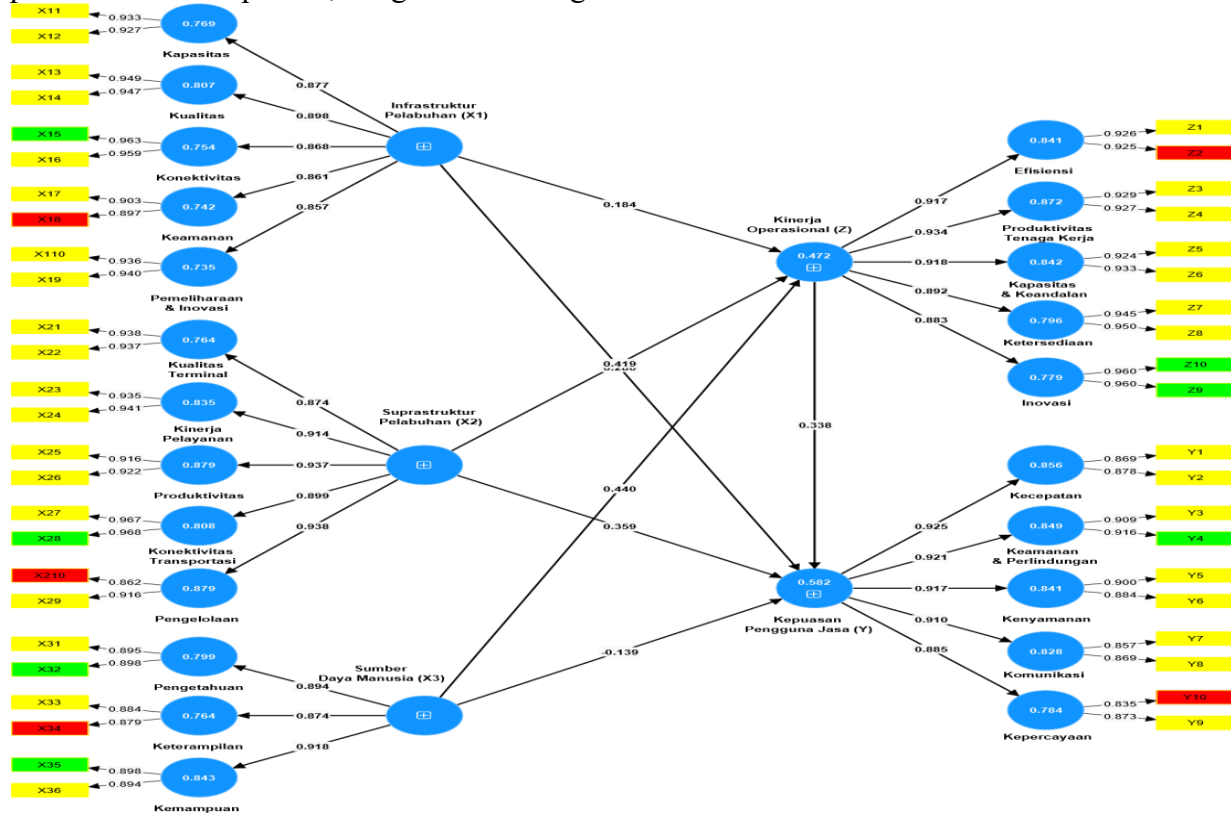 X11
X12
0.933
0.927
0.769
Kapasitas
X13
X14
0.949
0.947
0.807
Kualitas
X15
X16
0.963
0.959
0.754
Konektivitas
X17
X18
0.903
0.897
0.742
Keamanan
X110
X19
0.936
0.940
0.735
Pemeliharaan
& Inovasi
X21
X22
0.938
0.937
0.764
Kualitas
Terminal
X23
X24
0.935
0.941
0.835
Kinerja
Pelayanan
X25
X26
0.916
0.922
0.879
Produktivitas
X27
X28
0.967
0.968
0.808
Konektivitas
Transportasi
X210
X29
0.862
0.916
0.879
Pengelolaan
X31
X32
0.895
0.898
0.799
Pengetahuan
X33
X34
0.884
0.879
0.764
Keterampilan
X35
X36
0.898
0.894
0.843
Kemampuan
0.877
0.898
0.868
0.861
0.857
Infrastruktur
Pelabuhan (X1)
0.874
0.914
0.937
0.899
0.938
Suprastruktur
Pelabuhan (X2)
0.894
0.874
0.918
Sumber
Daya Manusia (X3)
0.184
0.419
0.440
0.359
-0.139
0.338
Kinerja
Operasional (Z)
0.472
0.582
Kepuasan
Pengguna Jasa (Y)
0.917
0.934
0.918
0.892
0.883
0.841
Efisiensi
0.926
0.925
Z1
Z2
0.872
Produktivitas
Tenaga Kerja
0.929
0.927
Z3
Z4
0.842
Kapasitas
& Keandalan
0.924
0.933
Z5
Z6
0.796
Ketersediaan
0.945
0.950
Z7
Z8
0.779
Inovasi
0.960
0.960
Z10
Z9
0.925
0.921
0.917
0.910
0.885
0.856
Kecepatan
0.869
0.878
Y1
Y2
0.849
Keamanan
& Perlindungan
0.909
0.916
Y3
Y4
0.841
Kenyamanan
0.900
0.884
Y5
Y6
0.828
Komunikasi
0.857
0.869
Y7
Y8
0.784
Kepercayaan
0.835
0.873
Y10
Y9